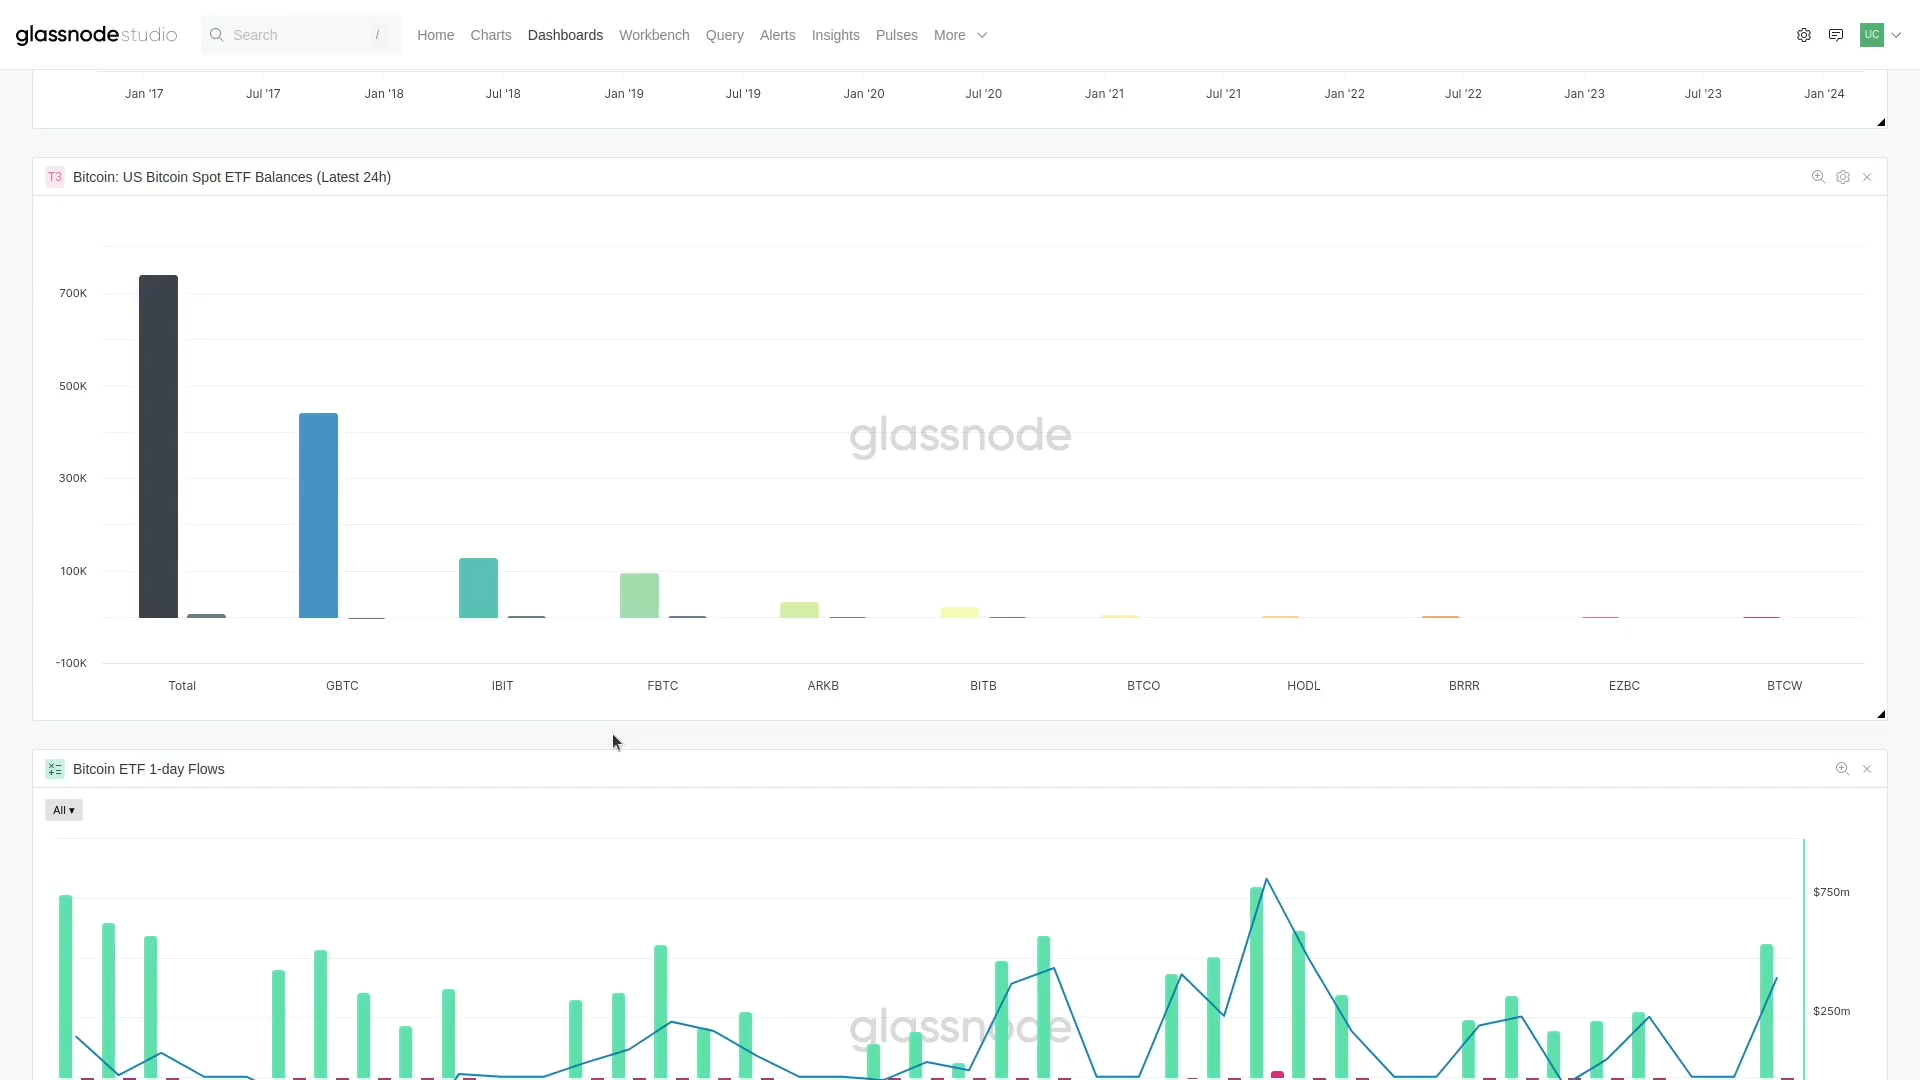 glassnodestudio
Search /
Home Charts Dashboards Workbench Query Alerts Insights Pulses More
UC
Jan '17 Jul '17 Jan '18 Jul '18 Jan '19 Jul '19 Jan '20 Jul '20 Jan '21 Jul '21 Jan '22 Jul '22 Jan '23 Jul '23 Jan '24
T3 Bitcoin: US Bitcoin Spot ETF Balances (Latest 24h)
700K
500K
glassnode
300K
100K
-100K
Total GBTC IBIT FBTC ARKB BITB BTCO HODL BRRR EZBC BTCW
Bitcoin ETF 1-day Flows
All ▾
$750m
$250m
glassnode